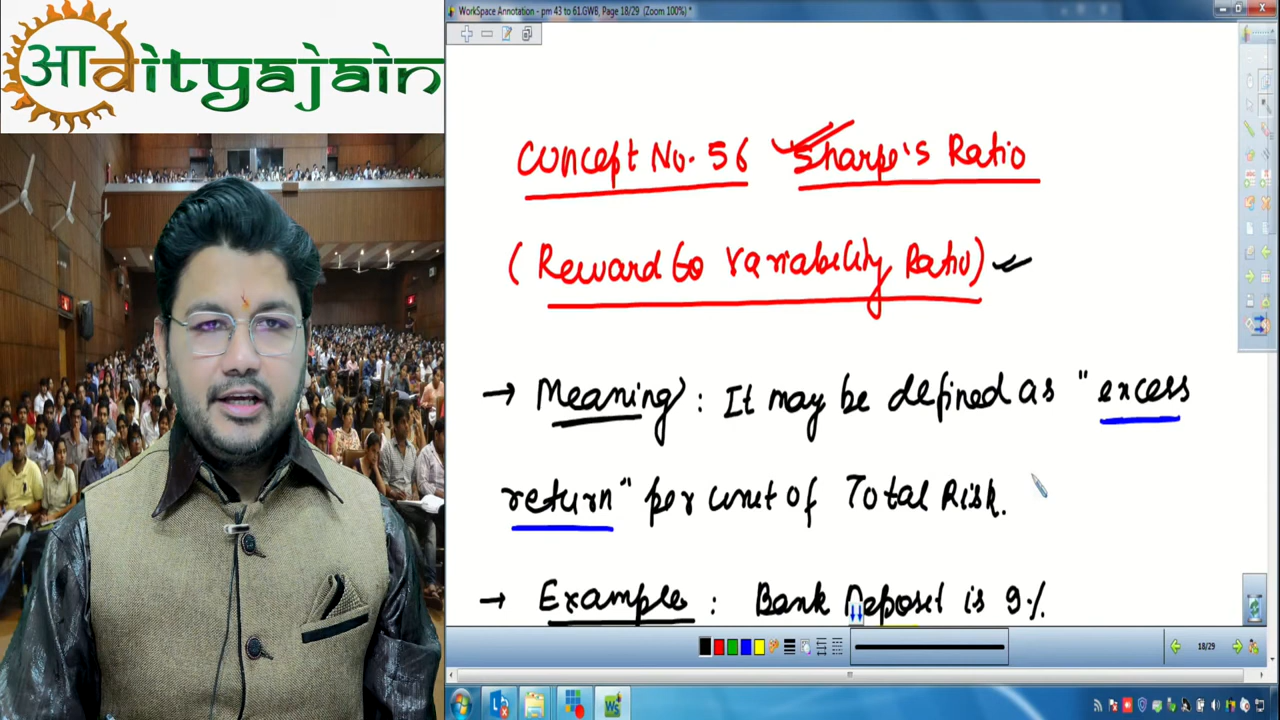 आdityajain
WorkSpace Annotation - pm 43 to 61.GWB, Page 18/29 (Zoom 100%) *
Concept No. 56 Sharpe's Ratio
(Reward to Variability Ratio)
→ Meaning : It may be defined as "excess
return" per unit of Total Risk.
→ Example : Bank Deposit is 9%.
18/29